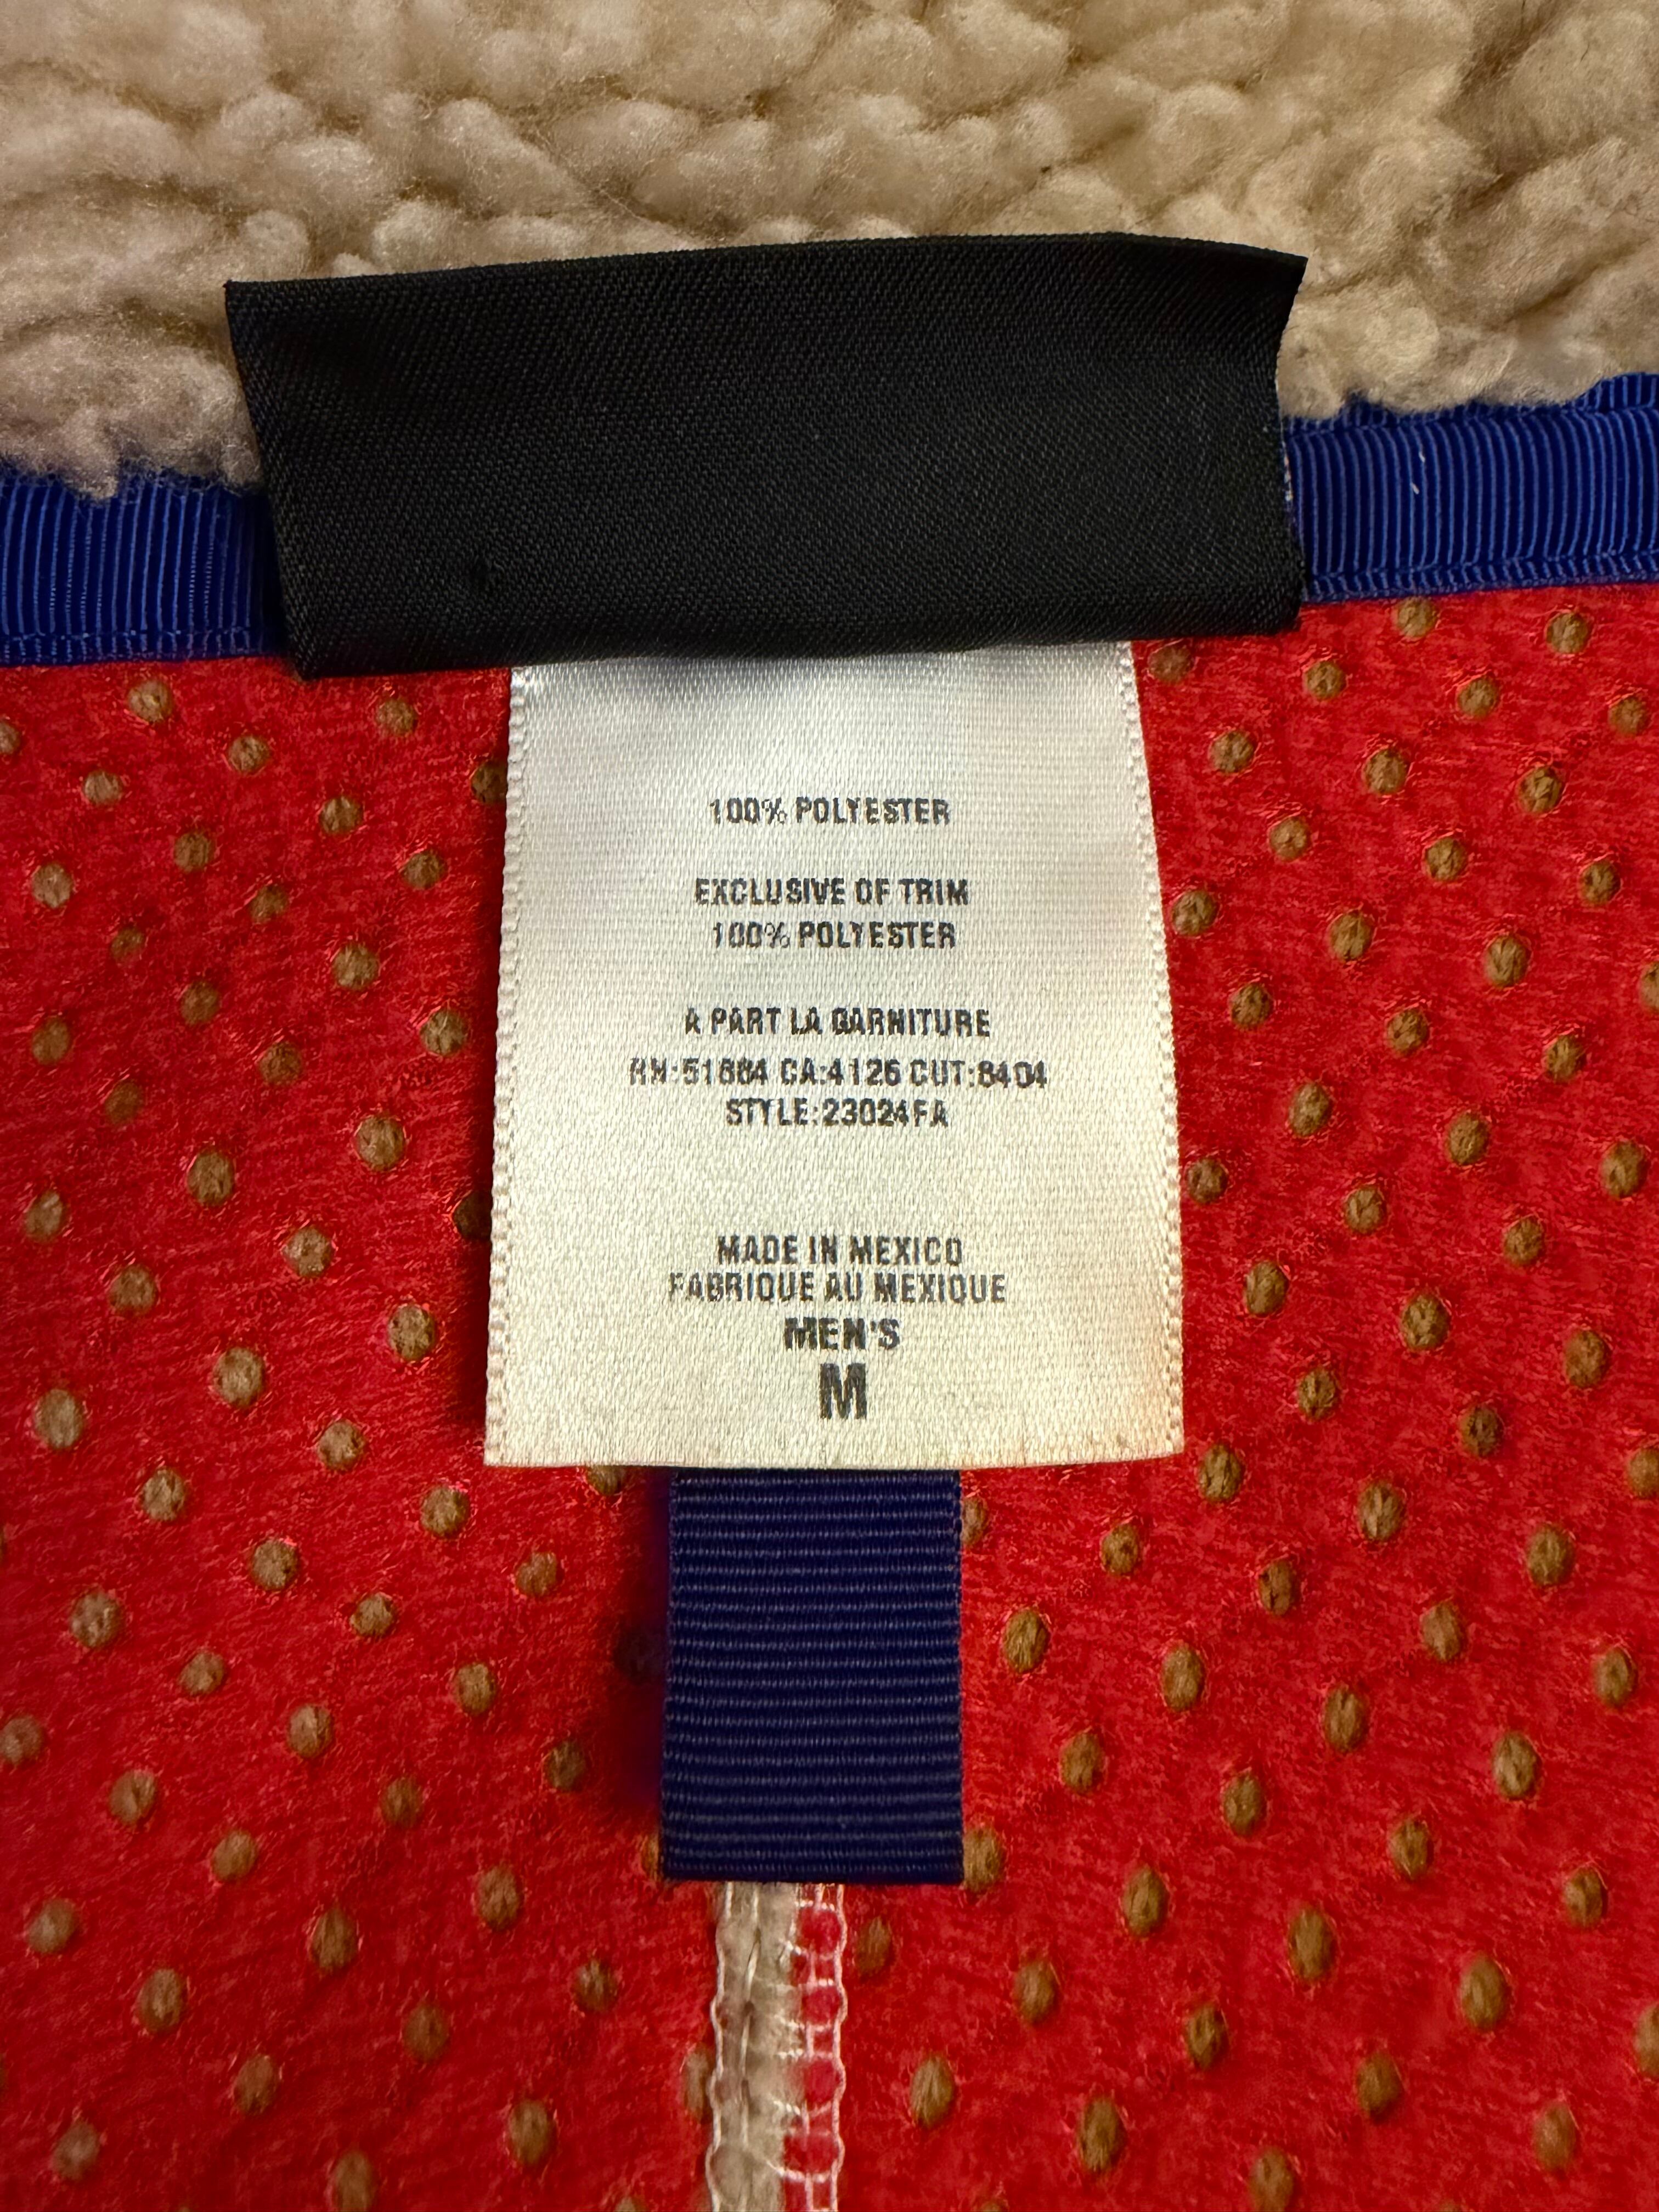 100% POLYESTER
EXCLUSIVE OF TRIM
100% POLYESTER
A PART LA GARNITURE
RN:51884 CA:4126 CUT:8404
STYLE:23024FA
MADE IN MEXICO
FABRIQUE AU MEXIQUE
MEN'S
M